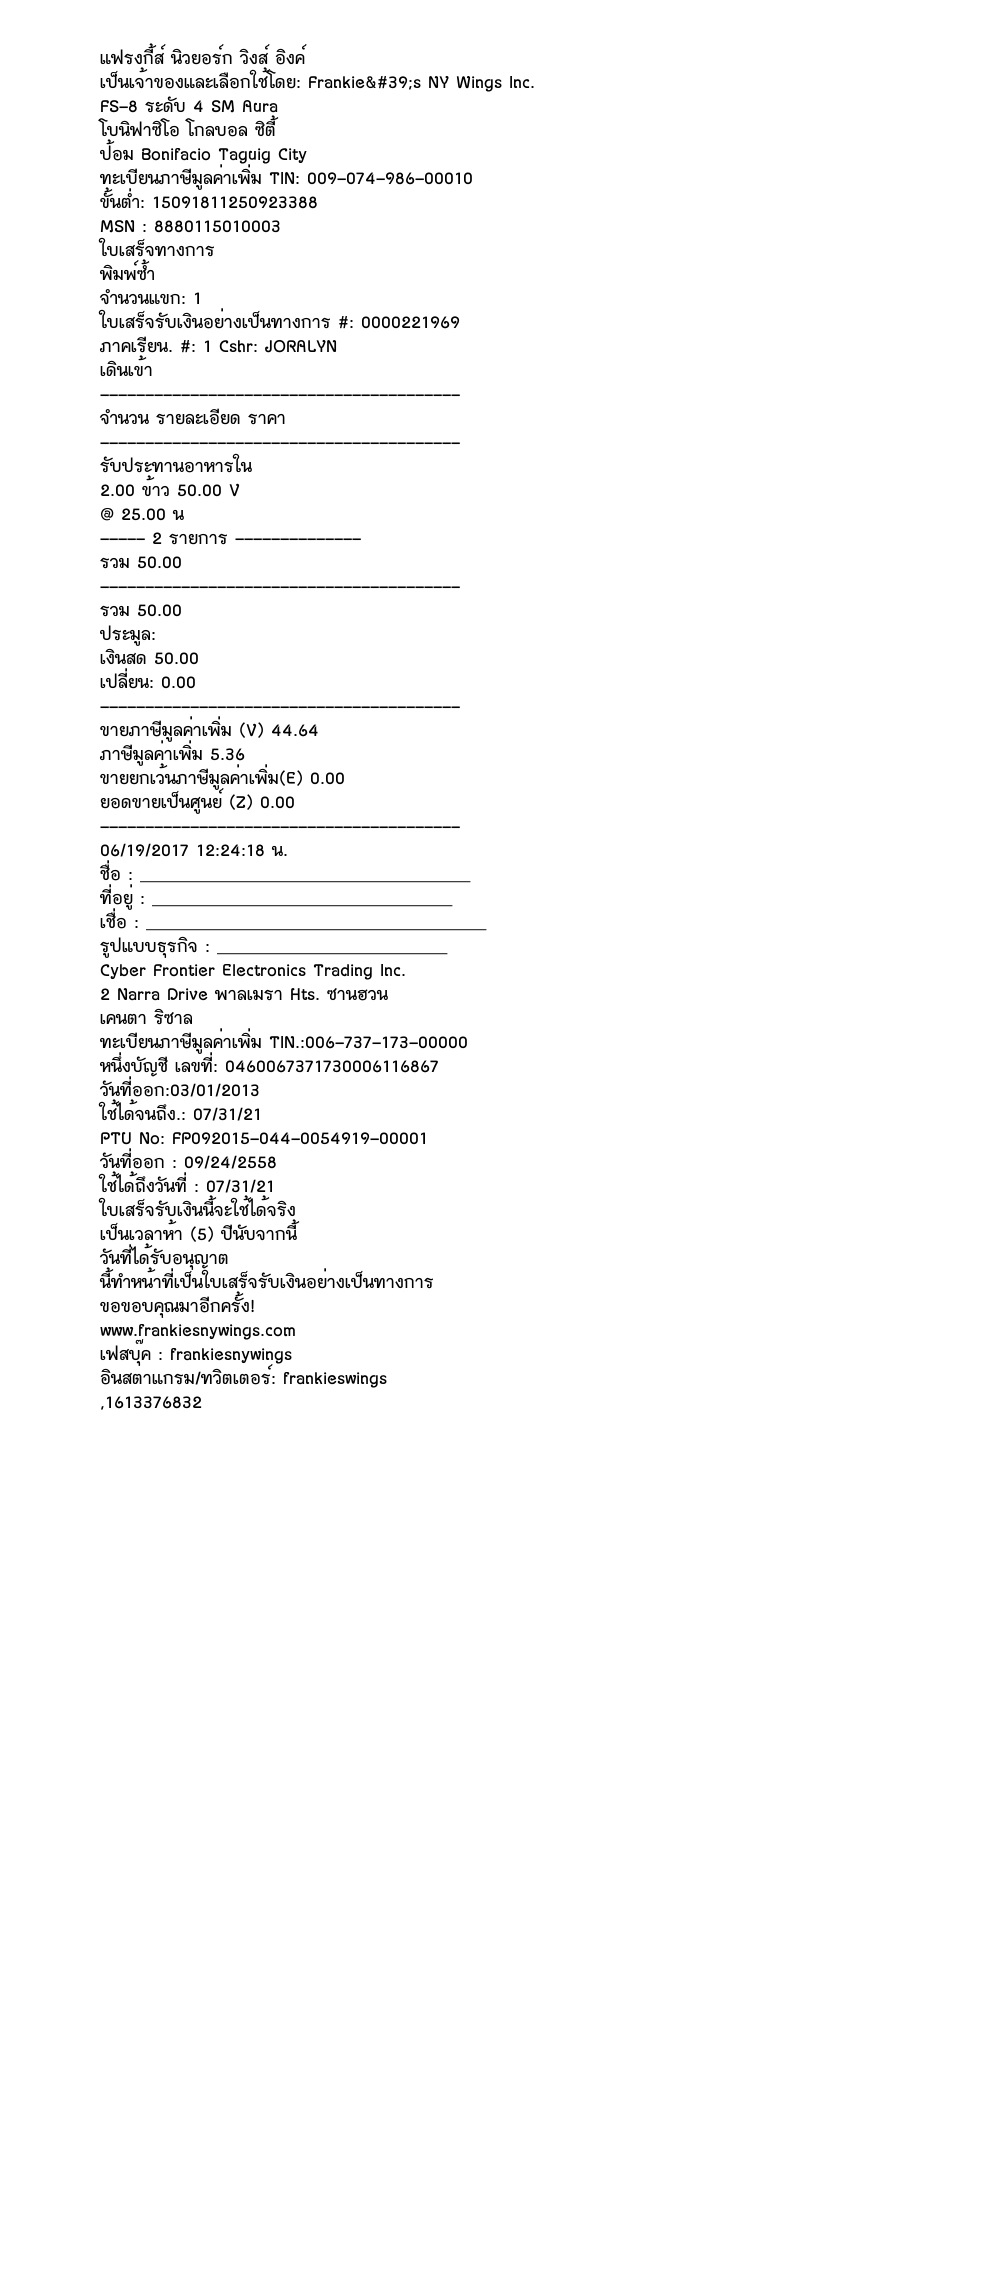 แฟรงกี้ส์ นิวยอร์ก วิงส์ อิงค์
เป็นเจ้าของและเลือกใช้โดย: Frankie&#39;s NY Wings Inc.
FS-8 ระดับ 4 SM Aura
โบนิฟาซิโอ โกลบอล ซิตี้
ป้อม Bonifacio Taguig City
ทะเบียนภาษีมูลค่าเพิ่ม TIN: 009-074-986-00010
ขั้นต่ำ: 15091811250923388
MSN : 8880115010003
ใบเสร็จทางการ
พิมพ์ซ้ำ
จำนวนแขก: 1
ใบเสร็จรับเงินอย่างเป็นทางการ #: 0000221969
ภาคเรียน. #: 1 Cshr: JORALYN
เดินเข้า
----------------------------------------
จำนวน รายละเอียด ราคา
----------------------------------------
รับประทานอาหารใน
2.00 ข้าว 50.00 V
@ 25.00 น
----- 2 รายการ --------------
รวม 50.00
----------------------------------------
รวม 50.00
ประมูล:
เงินสด 50.00
เปลี่ยน: 0.00
----------------------------------------
ขายภาษีมูลค่าเพิ่ม (V) 44.64
ภาษีมูลค่าเพิ่ม 5.36
ขายยกเว้นภาษีมูลค่าเพิ่ม(E) 0.00
ยอดขายเป็นศูนย์ (Z) 0.00
----------------------------------------
06/19/2017 12:24:18 น.
ชื่อ : _________________________________
ที่อยู่ : ______________________________
เชื่อ : __________________________________
รูปแบบธุรกิจ : _______________________
Cyber Frontier Electronics Trading Inc.
2 Narra Drive พาลเมรา Hts. ซานฮวน
เคนตา ริซาล
ทะเบียนภาษีมูลค่าเพิ่ม TIN.:006-737-173-00000
หนึ่งบัญชี เลขที่: 0460067371730006116867
วันที่ออก:03/01/2013
ใช้ได้จนถึง.: 07/31/21
PTU No: FP092015-044-0054919-00001
วันที่ออก : 09/24/2558
ใช้ได้ถึงวันที่ : 07/31/21
ใบเสร็จรับเงินนี้จะใช้ได้จริง
เป็นเวลาห้า (5) ปีนับจากนี้
วันที่ได้รับอนุญาต
นี้ทำหน้าที่เป็นใบเสร็จรับเงินอย่างเป็นทางการ
ขอขอบคุณมาอีกครั้ง!
www.frankiesnywings.com
เฟสบุ๊ค : frankiesnywings
อินสตาแกรม/ทวิตเตอร์: frankieswings
,1613376832